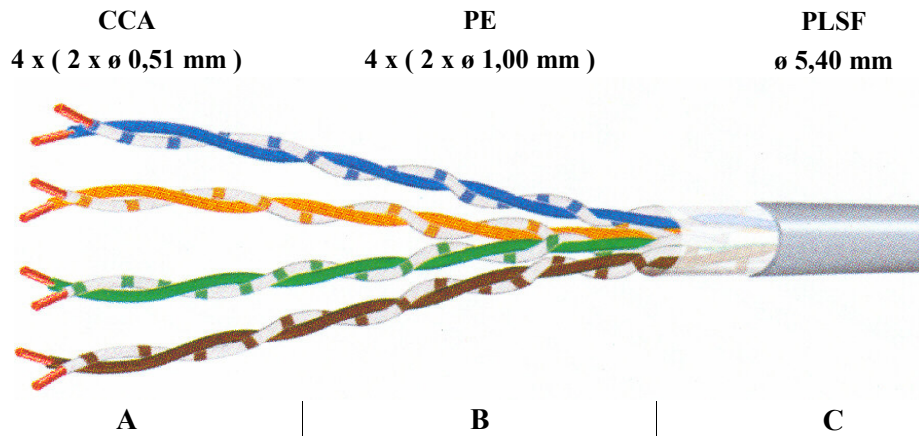 CCA PE PLSF
4 x ( 2 x ø 0,51 mm ) 4 x ( 2 x ø 1,00 mm ) ø 5,40 mm
A B C